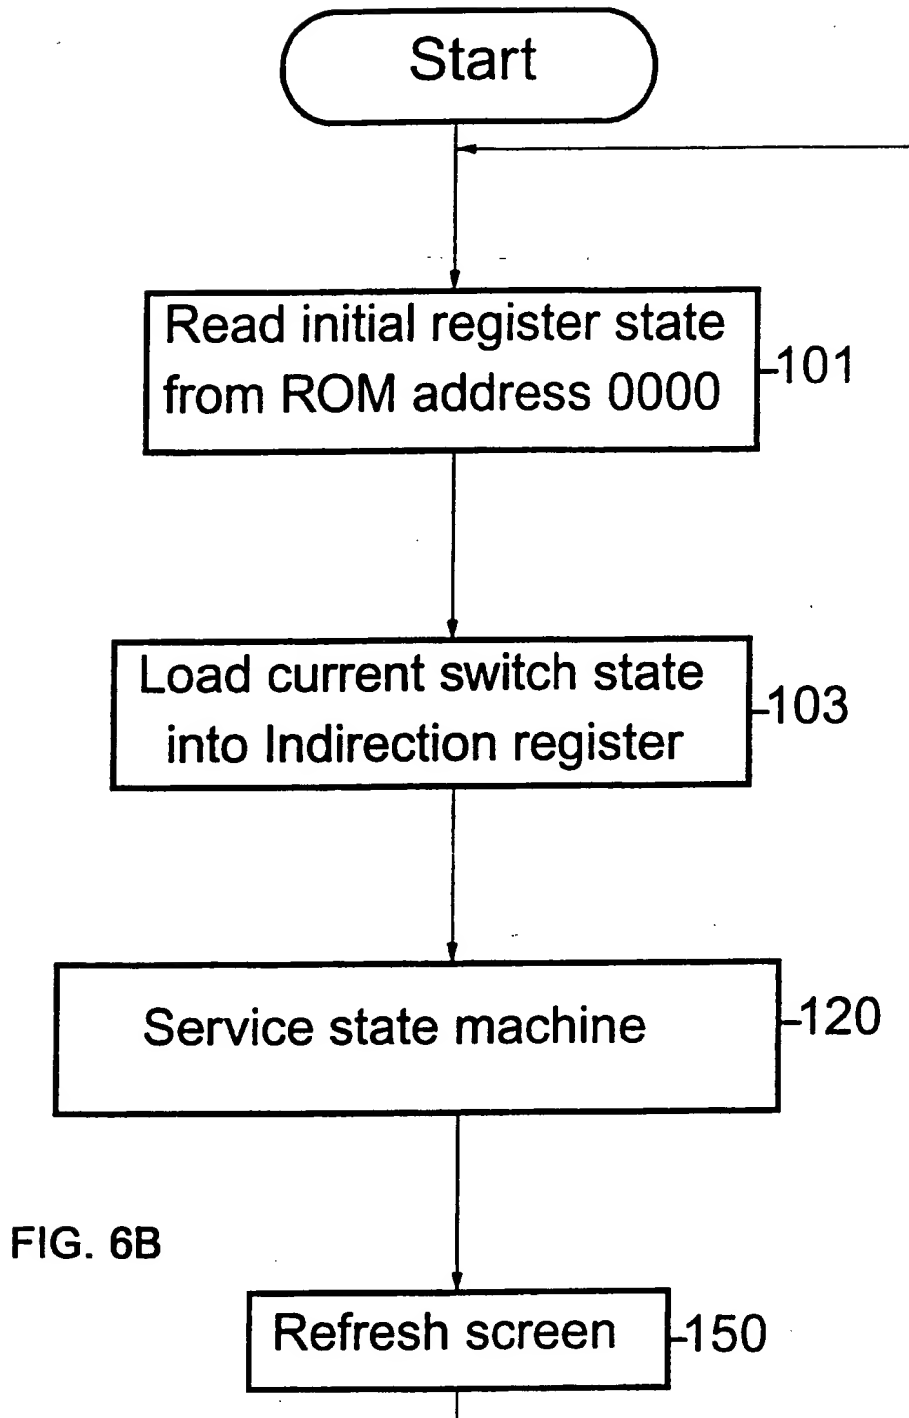 Start
Read initial register state
from ROM address 0000
101
Load current switch state
into Indirection register
103
Service state machine
120
FIG. 6B
Refresh screen
150